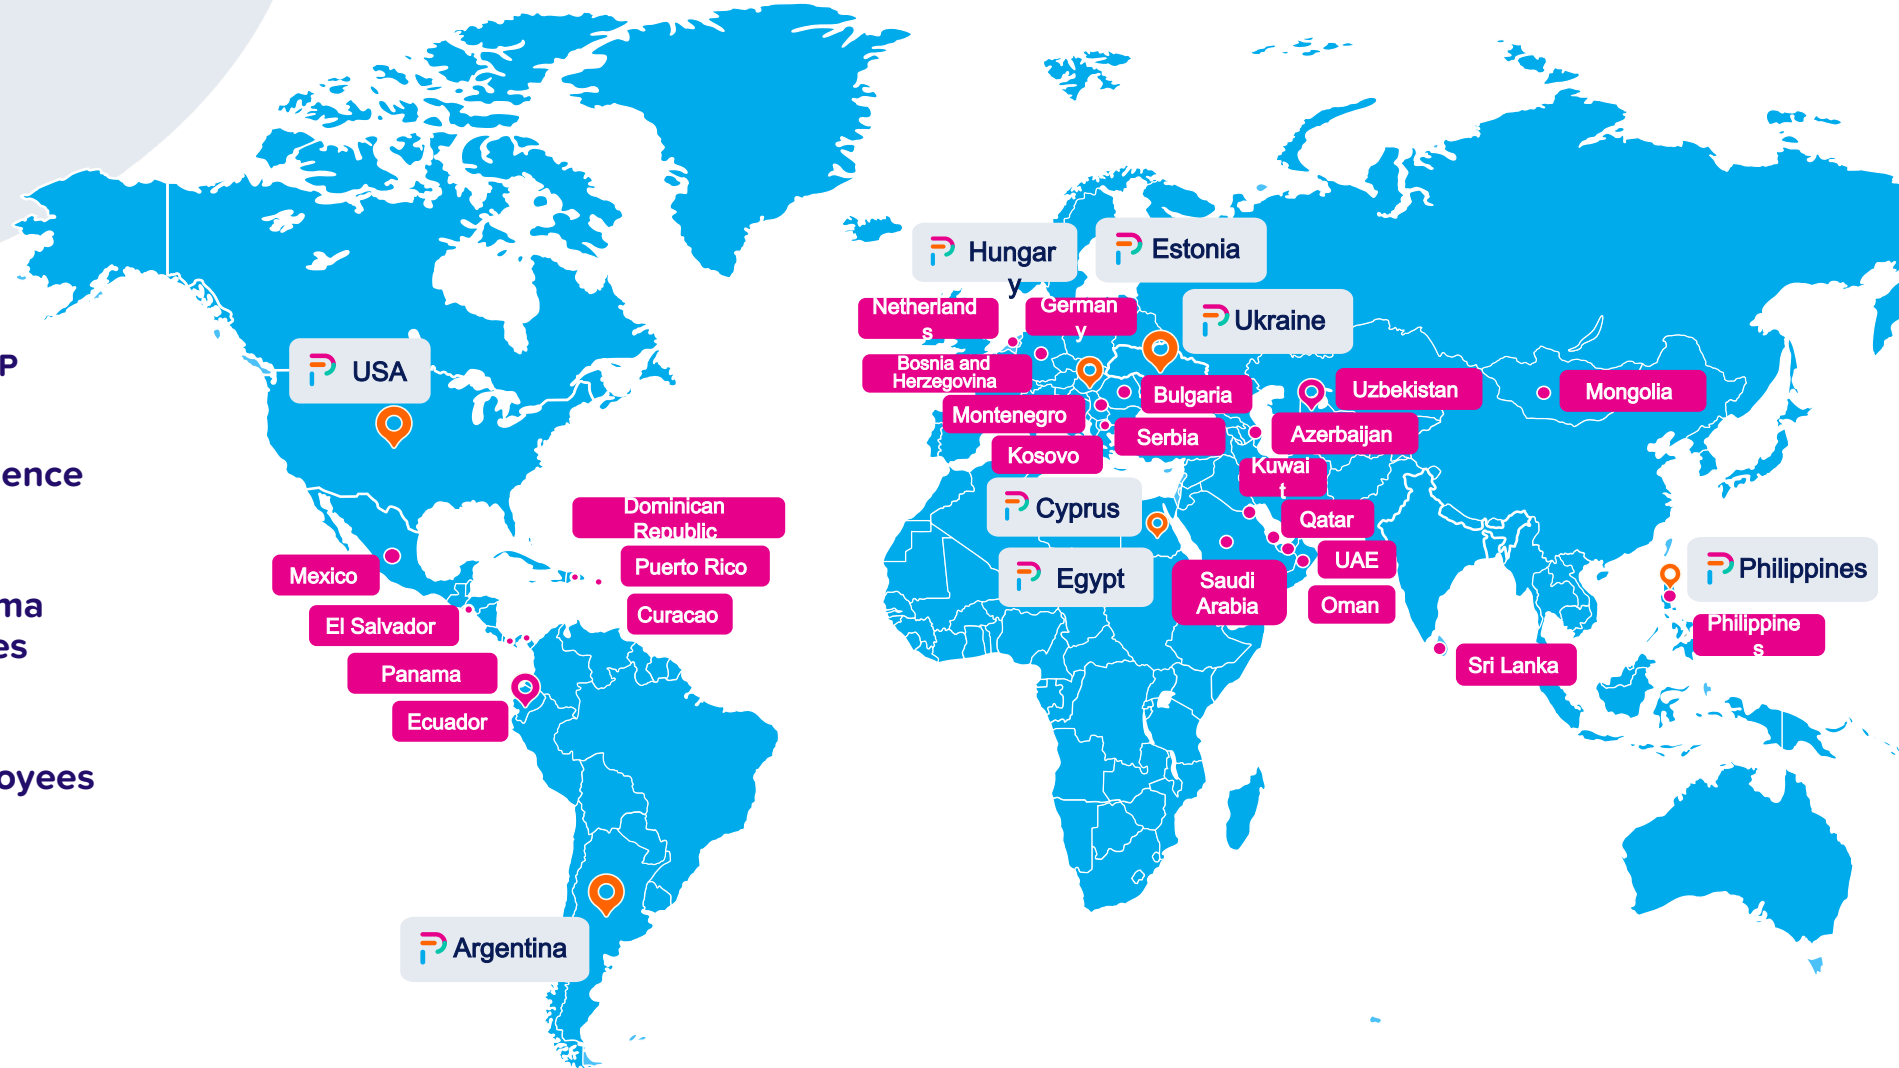 P
ence
ma
es
oyees
USA
Hungar
y
Estonia
Ukraine
Netherland
s
German
y
Bosnia and
Herzegovina
Bulgaria
Uzbekistan
Mongolia
Montenegro
Serbia
Azerbaijan
Kosovo
Kuwai
t
Cyprus
Qatar
Dominican
Republic
Puerto Rico
Mexico
Egypt
Saudi
Arabia
UAE
Oman
Philippines
Philippine
s
Curacao
El Salvador
Sri Lanka
Panama
Ecuador
Argentina